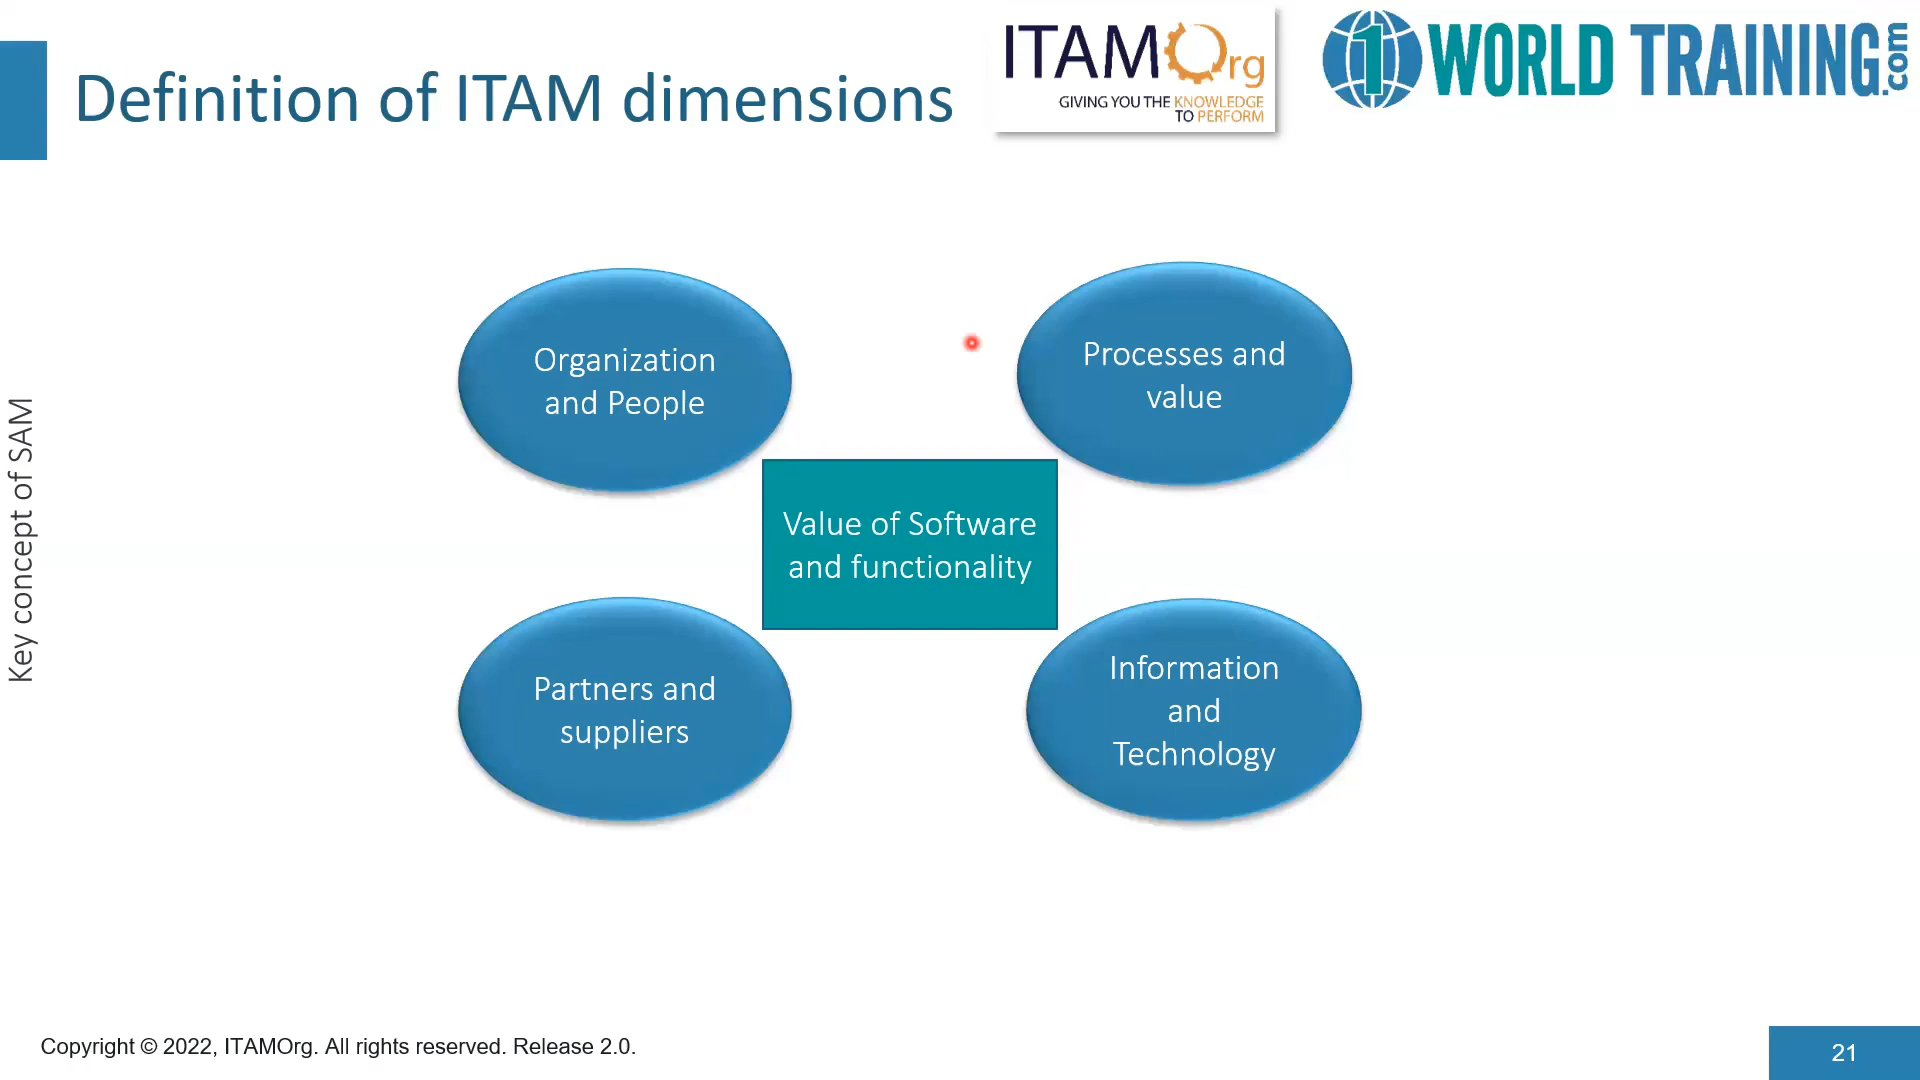 Definition of ITAM dimensions
ITAMOrg
GIVING YOU THE KNOWLEDGE
TO PERFORM
1 WORLD TRAINING.com
Key concept of SAM
Organization
and People
Processes and
value
Value of Software
and functionality
Partners and
suppliers
Information
and
Technology
Copyright © 2022, ITAMOrg. All rights reserved. Release 2.0.
21